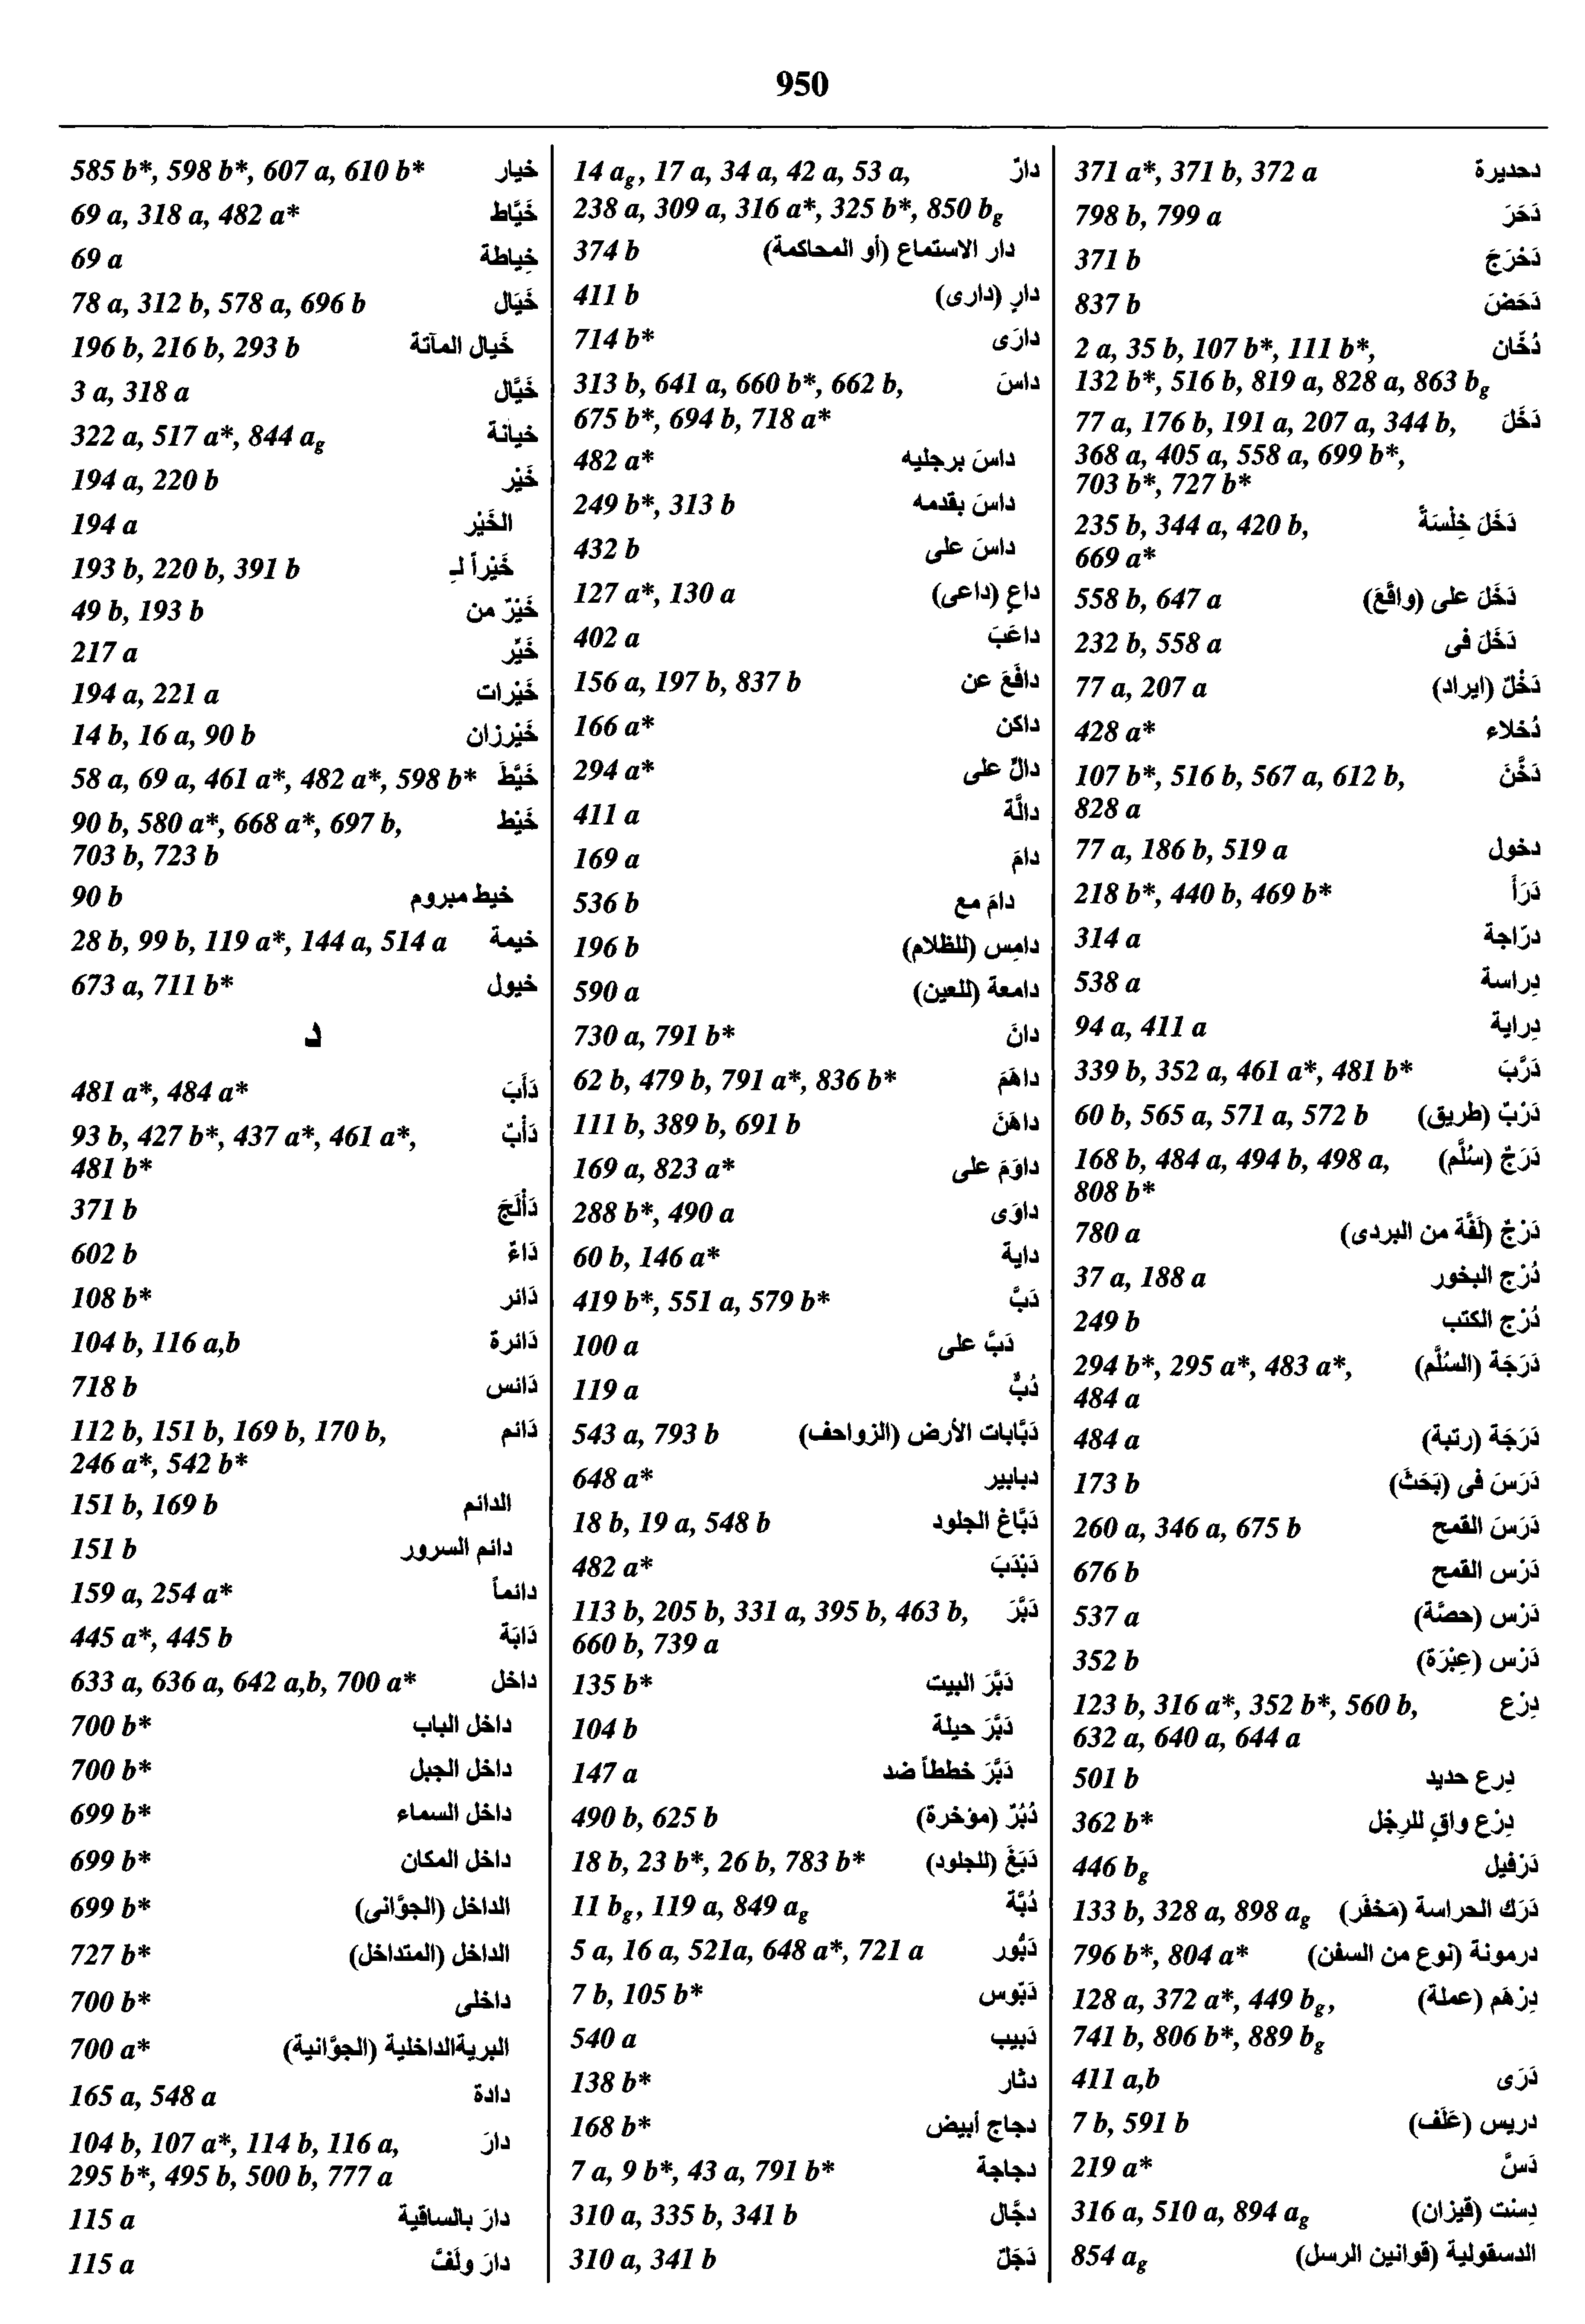 950
585 b*, 598 b*, 607 a, 610 b* خيار
69 a, 318 a, 482 a* خَيَّاط
69 a خياطة
78 a, 312 b, 578 a, 696 b خَيَال
196 b, 216 b, 293 b خَيال المآتة
3 a, 318 a خَيَّال
322 a, 517 a*, 844 ag خيانة
194 a, 220 b خَيْر
194 a الخَيْر
193 b, 220 b, 391 b خَيْراً لـِ
49 b, 193 b خَيْرٌ من
217 a خَيِّر
194 a, 221 a خَيْرات
14 b, 16 a, 90 b خَيْرزان
58 a, 69 a, 461 a*, 482 a*, 598 b* خَيَّطَ
90 b, 580 a*, 668 a*, 697 b, خَيْط
703 b, 723 b
90 b خيط مبروم
28 b, 99 b, 119 a*, 144 a, 514 a خيمة
673 a, 711 b* خيول
د
481 a*, 484 a* دَأَبَ
93 b, 427 b*, 437 a*, 461 a*, دَأْبٌ
481 b*
371 b دَأْلَجَ
602 b دَاءٌ
108 b* دَائر
104 b, 116 a,b دَائرة
718 b دَائس
112 b, 151 b, 169 b, 170 b, دَائم
246 a*, 542 b*
151 b, 169 b الدائم
151 b دائم السرور
159 a, 254 a* دائماً
445 a*, 445 b دَابَة
633 a, 636 a, 642 a,b, 700 a* داخل
700 b* داخل الباب
700 b* داخل الجبل
699 b* داخل السماء
699 b* داخل المكان
699 b* الداخل (الجوَّانى)
727 b* الداخل (المتداخل)
700 b* داخلى
700 a* البريةالداخلية (الجوَّانية)
165 a, 548 a دادة
104 b, 107 a*, 114 b, 116 a, دارَ
295 b*, 495 b, 500 b, 777 a
115 a دارَ بالساقية
115 a دارَ ولَفَّ
14 ag, 17 a, 34 a, 42 a, 53 a, دارٌ
238 a, 309 a, 316 a*, 325 b*, 850 bg
374 b دار الاستماع (أو المحاكمة)
411 b دارٍ (دارى)
714 b* دارَى
313 b, 641 a, 660 b*, 662 b, داسَ
675 b*, 694 b, 718 a*
482 a* داسَ برجليه
249 b*, 313 b داسَ بقدمه
432 b داسَ على
127 a*, 130 a داعٍ (داعى)
402 a داعَبَ
156 a, 197 b, 837 b دافَعَ عن
166 a* داكن
294 a* دالٌ على
411 a دالَّة
169 a دامَ
536 b دامَ مع
196 b دامِس (للظلام)
590 a دامعة (للعين)
730 a, 791 b* دانَ
62 b, 479 b, 791 a*, 836 b* داهَمَ
111 b, 389 b, 691 b داهَنَ
169 a, 823 a* داوَمَ على
288 b*, 490 a داوَى
60 b, 146 a* داية
419 b*, 551 a, 579 b* دَبَّ
100 a دَبَّ على
119 a دُبٌّ
543 a, 793 b دَبَّابات الأرض (الزواحف)
648 a* دبابير
18 b, 19 a, 548 b دَبَّاغ الجلود
482 a* دَبْدَبَ
113 b, 205 b, 331 a, 395 b, 463 b, دَبَّرَ
660 b, 739 a
135 b* دَبَّرَ البيت
104 b دَبَّرَ حيلة
147 a دَبَّرَ خططاً ضد
490 b, 625 b دُبُرٌ (مؤخرة)
18 b, 23 b*, 26 b, 783 b* دَبَغَ (للجلود)
11 bg, 119 a, 849 ag دُبَّة
5 a, 16 a, 521a, 648 a*, 721 a دَبُّور
7 b, 105 b* دَبّوس
540 a دَبيب
138 b* دثار
168 b* دجاج أبيض
7 a, 9 b*, 43 a, 791 b* دجاجة
310 a, 335 b, 341 b دجَّال
310 a, 341 b دَجَلٌ
371 a*, 371 b, 372 a دحديرة
798 b, 799 a دَحَرَ
371 b دَحْرَجَ
837 b دَحَضَ
2 a, 35 b, 107 b*, 111 b*, دُخَّان
132 b*, 516 b, 819 a, 828 a, 863 bg
77 a, 176 b, 191 a, 207 a, 344 b, دَخَلَ
368 a, 405 a, 558 a, 699 b*,
703 b*, 727 b*
235 b, 344 a, 420 b, دَخَلَ خِلْسَةً
669 a*
558 b, 647 a دَخَلَ على (واقَعَ)
232 b, 558 a دَخَلَ فى
77 a, 207 a دَخْلٌ (ايراد)
428 a* دُخلاء
107 b*, 516 b, 567 a, 612 b, دَخَّنَ
828 a
77 a, 186 b, 519 a دخول
218 b*, 440 b, 469 b* دَرَأَ
314 a درّاجة
538 a دِراسة
94 a, 411 a دِراية
339 b, 352 a, 461 a*, 481 b* دَرَّبَ
60 b, 565 a, 571 a, 572 b دَرْبٌ (طريق)
168 b, 484 a, 494 b, 498 a, دَرَجٌ (سُلَّم)
808 b*
780 a دَرْجٌ (لَفَّة من البردى)
37 a, 188 a دُرْج البخور
249 b دُرْج الكتب
294 b*, 295 a*, 483 a*, دَرَجَة (السُلَّم)
484 a
484 a دَرَجَة (رتبة)
173 b دَرَسَ فى (بَحَثَ)
260 a, 346 a, 675 b دَرَسَ القمح
676 b دَرْس القمح
537 a دَرْس (حصَّة)
352 b دَرْس (عِبْرَة)
123 b, 316 a*, 352 b*, 560 b, دِرْع
632 a, 640 a, 644 a
501 b دِرع حديد
362 b* دِرْع واقٍ للرِجْل
446 bg دَرْفيل
133 b, 328 a, 898 ag دَرَك الحراسة (مَخفَر)
796 b*, 804 a* درمونة (نوع من السفن)
128 a, 372 a*, 449 bg, دِرْهَم (عملة)
741 b, 806 b*, 889 bg
411 a,b دَرَى
7 b, 591 b دريس (عَلَف)
219 a* دَسَّ
316 a, 510 a, 894 ag دِسْت (قيزان)
854 ag الدسقولية (قوانين الرسل)